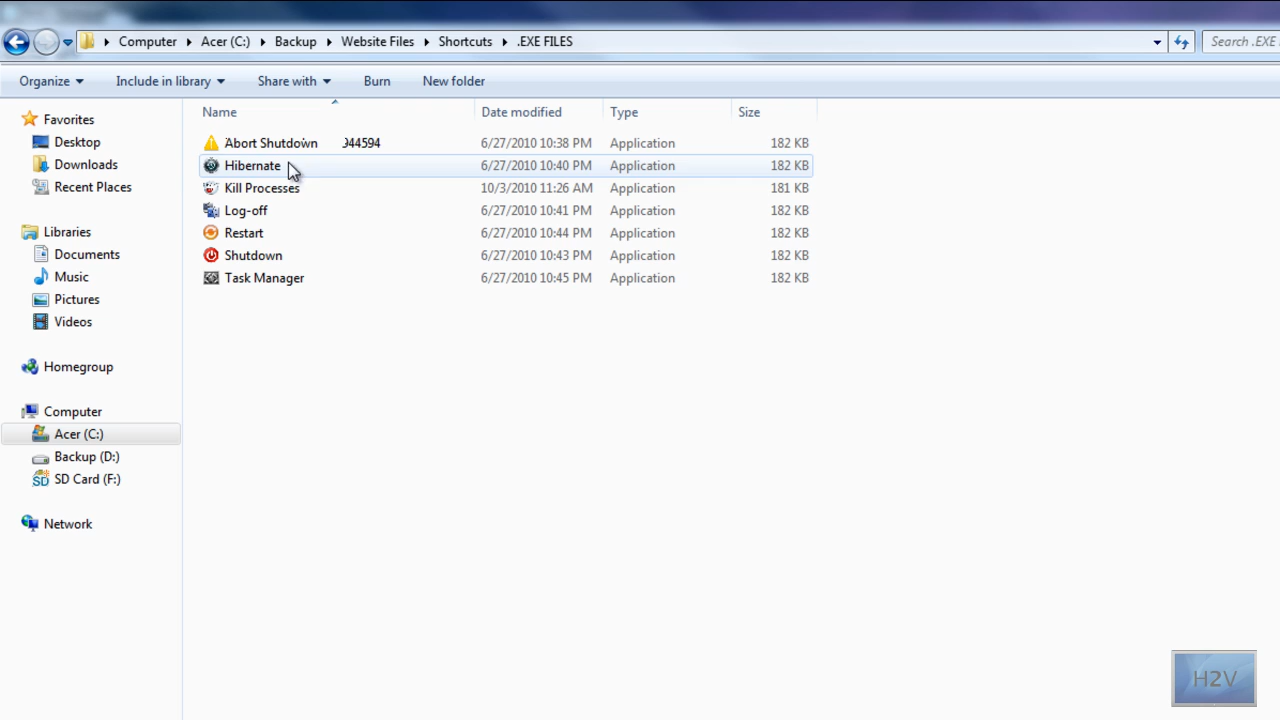 Computer Acer (C:) Backup Website Files Shortcuts .EXE FILES Search .EXE
Organize Include in library Share with Burn New folder
Name Date modified Type Size
Favorites
Desktop
Downloads
Recent Places
Libraries
Documents
Music
Pictures
Videos
Homegroup
Computer
Acer (C:)
Backup (D:)
SD Card (F:)
Network
Abort Shutdown 6/27/2010 10:38 PM Application 182 KB
Hibernate 6/27/2010 10:40 PM Application 182 KB
Kill Processes 10/3/2010 11:26 AM Application 181 KB
Log-off 6/27/2010 10:41 PM Application 182 KB
Restart 6/27/2010 10:44 PM Application 182 KB
Shutdown 6/27/2010 10:43 PM Application 182 KB
Task Manager 6/27/2010 10:45 PM Application 182 KB
H2V